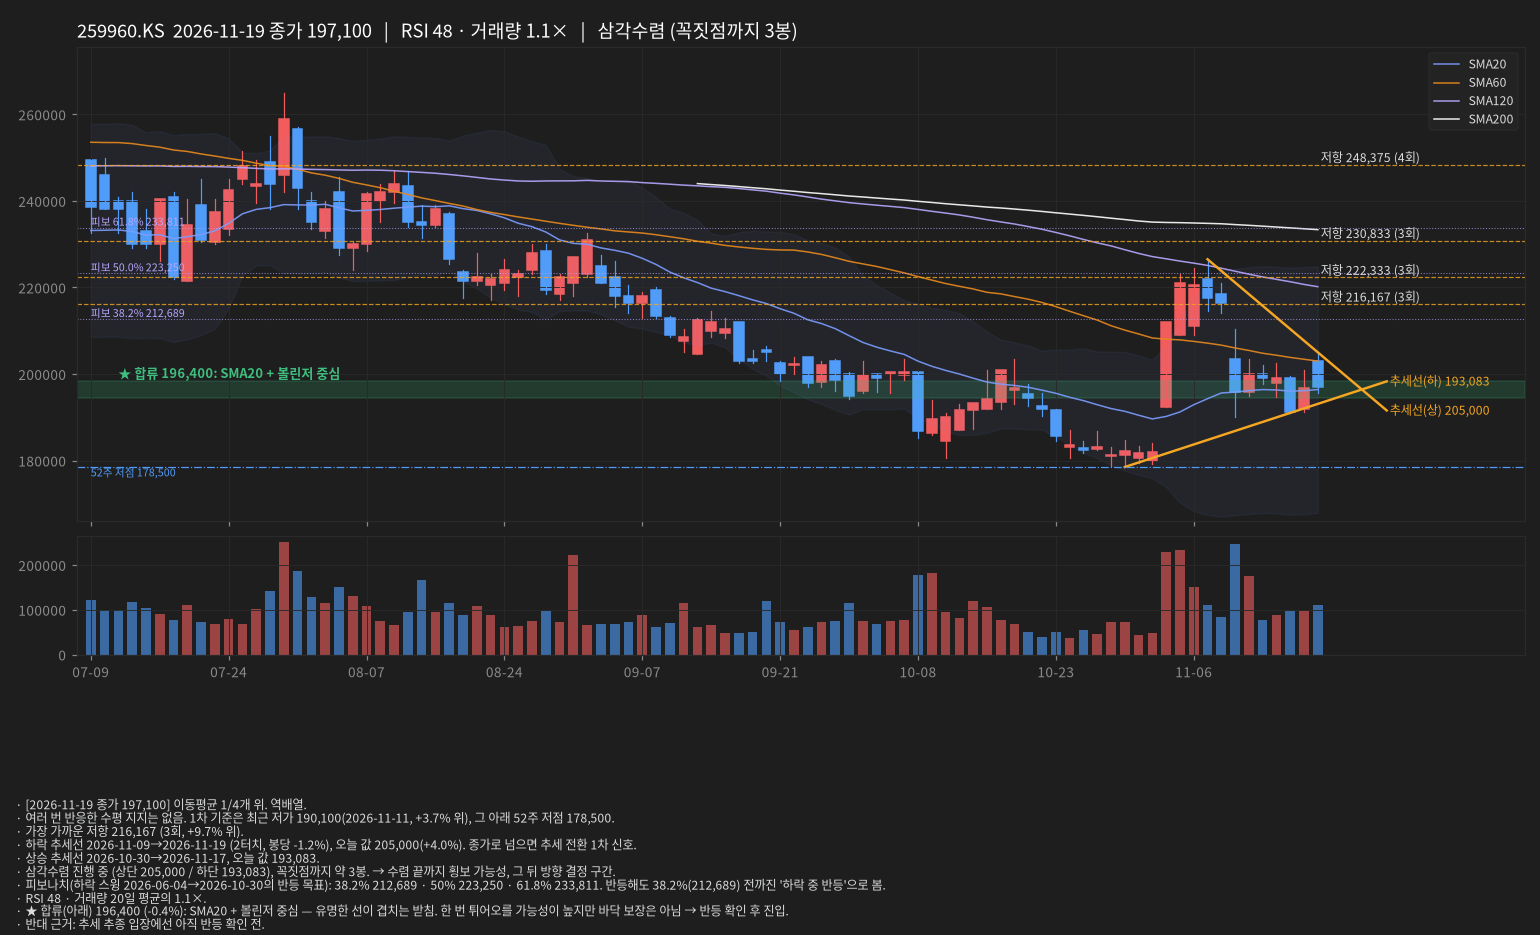 259960.KS 2026-11-19 종가 197,100 | RSI 48 · 거래량 1.1× | 삼각수렴 (꼭짓점까지 3봉)
SMA20
SMA60
SMA120
SMA200
260000
240000
220000
200000
180000
저항 248,375 (4회)
피보 61.8% 233,811
저항 230,833 (3회)
피보 50.0% 223,250
저항 222,333 (3회)
저항 216,167 (3회)
피보 38.2% 212,689
★ 합류 196,400: SMA20 + 볼린저 중심
추세선(하) 193,083
추세선(상) 205,000
52주 저점 178,500
200000
100000
0
07-09 07-24 08-07 08-24 09-07 09-21 10-08 10-23 11-06
· [2026-11-19 종가 197,100] 이동평균 1/4개 위. 역배열.
· 여러 번 반응한 수평 지지는 없음. 1차 기준은 최근 저가 190,100(2026-11-11, +3.7% 위), 그 아래 52주 저점 178,500.
· 가장 가까운 저항 216,167 (3회, +9.7% 위).
· 하락 추세선 2026-11-09→2026-11-19 (2터치, 봉당 -1.2%), 오늘 값 205,000(+4.0%). 종가로 넘으면 추세 전환 1차 신호.
· 상승 추세선 2026-10-30→2026-11-17, 오늘 값 193,083.
· 삼각수렴 진행 중 (상단 205,000 / 하단 193,083), 꼭짓점까지 약 3봉. → 수렴 끝까지 횡보 가능성, 그 뒤 방향 결정 구간.
· 피보나치(하락 스윙 2026-06-04→2026-10-30의 반등 목표): 38.2% 212,689 · 50% 223,250 · 61.8% 233,811. 반등해도 38.2%(212,689) 전까진 '하락 중 반등'으로 봄.
· RSI 48 · 거래량 20일 평균의 1.1×.
· ★ 합류(아래) 196,400 (-0.4%): SMA20 + 볼린저 중심 — 유명한 선이 겹치는 받침. 한 번 튀어오를 가능성이 높지만 바닥 보장은 아님 → 반등 확인 후 진입.
· 반대 근거: 추세 추종 입장에선 아직 반등 확인 전.